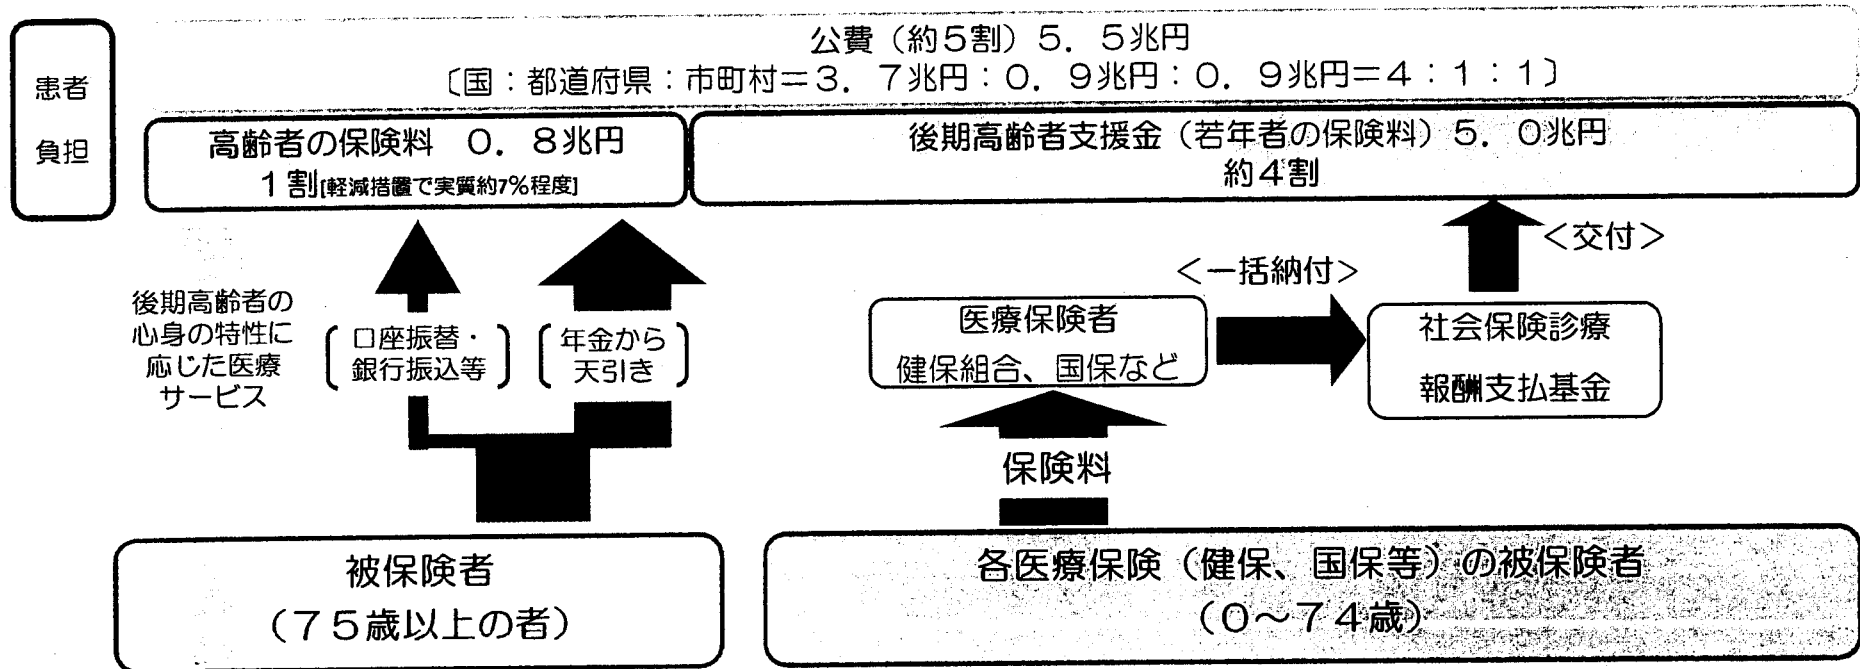 患者
負担
公費（約5割）５．５兆円
〔国：都道府県：市町村＝３．７兆円：０．９兆円：０．９兆円＝４：１：１〕
高齢者の保険料　０．８兆円
１割[軽減措置で実質約7%程度]
後期高齢者支援金（若年者の保険料）５．０兆円
約４割
＜交付＞
＜一括納付＞
後期高齢者の
心身の特性に
応じた医療
サービス
口座振替・
銀行振込等
年金から
天引き
医療保険者
健保組合、国保など
社会保険診療
報酬支払基金
保険料
被保険者
（７５歳以上の者）
各医療保険（健保、国保等）の被保険者
（０～７４歳）